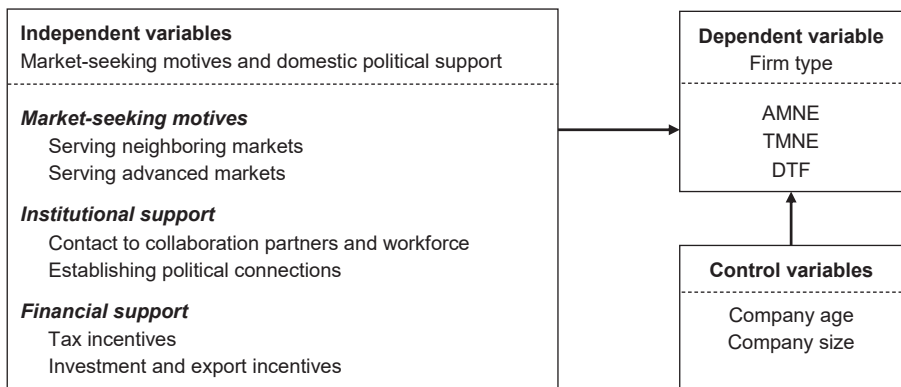 Independent variables
Market-seeking motives and domestic political support
Market-seeking motives
Serving neighboring markets
Serving advanced markets
Institutional support
Contact to collaboration partners and workforce
Establishing political connections
Financial support
Tax incentives
Investment and export incentives
Dependent variable
Firm type
AMNE
TMNE
DTF
Control variables
Company age
Company size